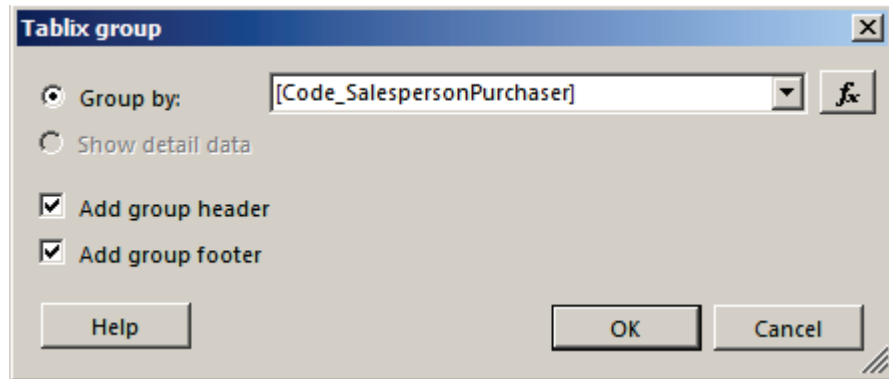 Tablix group
Group by: [Code_SalespersonPurchaser] fx
Show detail data
Add group header
Add group footer
Help OK Cancel